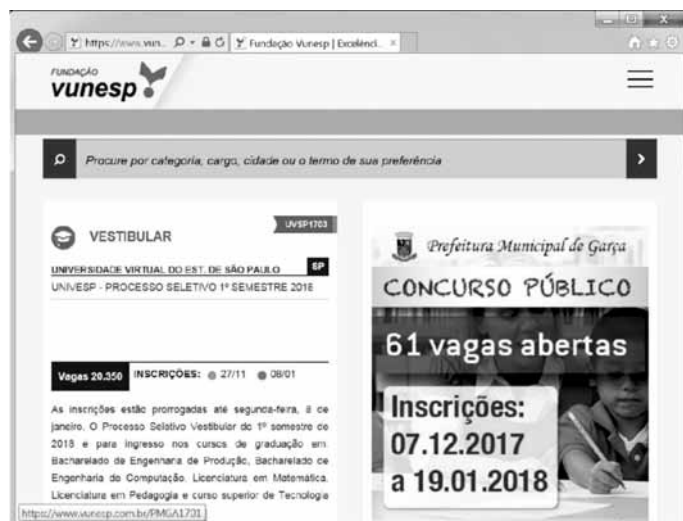 https://www.vun...
Fundação Vunesp | Excelênci...
FUNDAÇÃO
vunesp
Procure por categoria, cargo, cidade ou o termo de sua preferência
UVSP1703
VESTIBULAR
UNIVERSIDADE VIRTUAL DO EST. DE SÃO PAULO SP
UNIVESP - PROCESSO SELETIVO 1º SEMESTRE 2018
Vagas 20.350 INSCRIÇÕES: 27/11 08/01
As inscrições estão prorrogadas até segunda-feira, 8 de
janeiro. O Processo Seletivo Vestibular do 1º semestre de
2018 é para ingresso nos cursos de graduação em:
Bacharelado de Engenharia de Produção, Bacharelado de
Engenharia da Computação, Licenciatura em Matemática,
Licenciatura em Pedagogia e curso superior de Tecnologia
https://www.vunesp.com.br/PMGA1701
Prefeitura Municipal de Garça
CONCURSO PÚBLICO
61 vagas abertas
Inscrições:
07.12.2017
a 19.01.2018